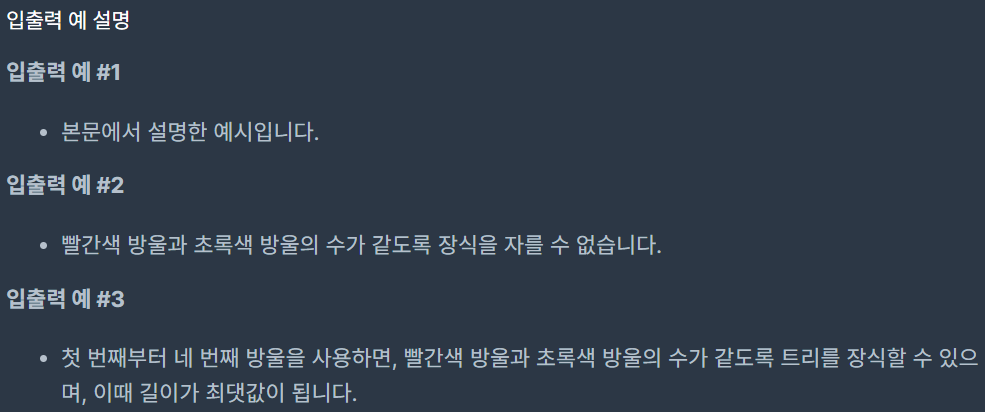 입출력 예 설명
입출력 예 #1
• 본문에서 설명한 예시입니다.
입출력 예 #2
• 빨간색 방울과 초록색 방울의 수가 같도록 장식을 자를 수 없습니다.
입출력 예 #3
• 첫 번째부터 네 번째 방울을 사용하면, 빨간색 방울과 초록색 방울의 수가 같도록 트리를 장식할 수 있으
며, 이때 길이가 최댓값이 됩니다.